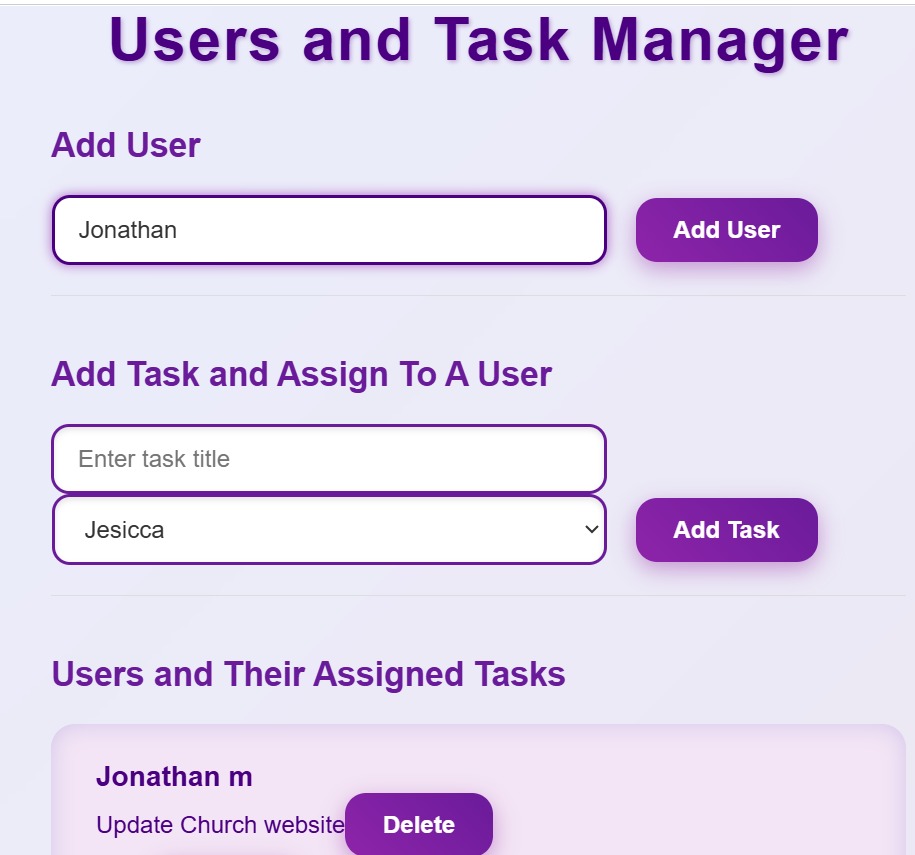 Users and Task Manager
Add User
Jonathan
Add User
Add Task and Assign To A User
Enter task title
Jesicca
Add Task
Users and Their Assigned Tasks
Jonathan m
Update Church website
Delete